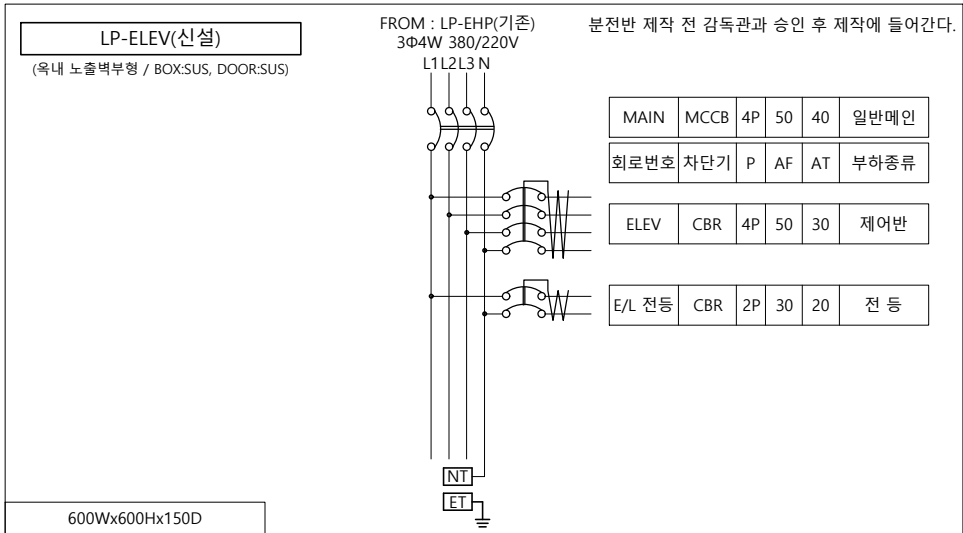 LP-ELEV(신설)
(옥내 노출벽부형 / BOX:SUS, DOOR:SUS)
FROM : LP-EHP(기존)
3Φ4W 380/220V
L1 L2 L3 N
분전반 제작 전 감독관과 승인 후 제작에 들어간다.
MAIN MCCB 4P 50 40 일반메인
회로번호 차단기 P AF AT 부하종류
ELEV CBR 4P 50 30 제어반
E/L 전등 CBR 2P 30 20 전 등
NT
ET
600Wx600Hx150D